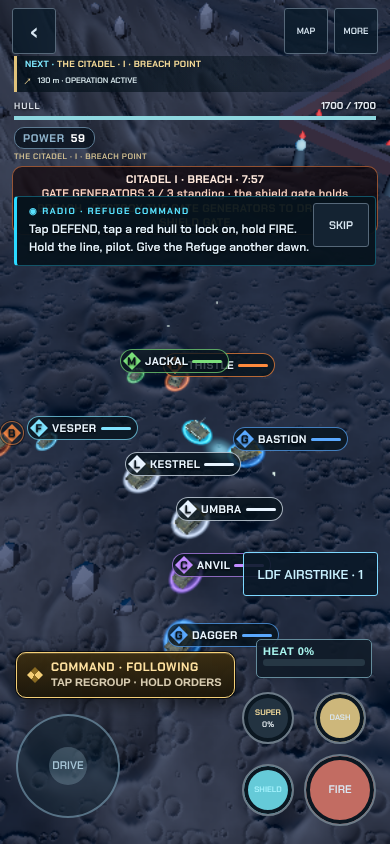 ‹
MAP
MORE
NEXT · THE CITADEL · I · BREACH POINT
130 m · OPERATION ACTIVE
HULL
1700 / 1700
POWER 59
THE CITADEL · I · BREACH POINT
CITADEL I · BREACH · 7:57
GATE GENERATORS 3 / 3 standing · the shield gate holds
RADIO · REFUGE COMMAND
Tap DEFEND, tap a red hull to lock on, hold FIRE.
Hold the line, pilot. Give the Refuge another dawn.
SKIP
M JACKAL
THISTLE
B
F VESPER
G BASTION
L KESTREL
L UMBRA
C ANVIL
LDF AIRSTRIKE · 1
G DAGGER
HEAT 0%
COMMAND · FOLLOWING
TAP REGROUP · HOLD ORDERS
SUPER
0%
DASH
DRIVE
SHIELD
FIRE